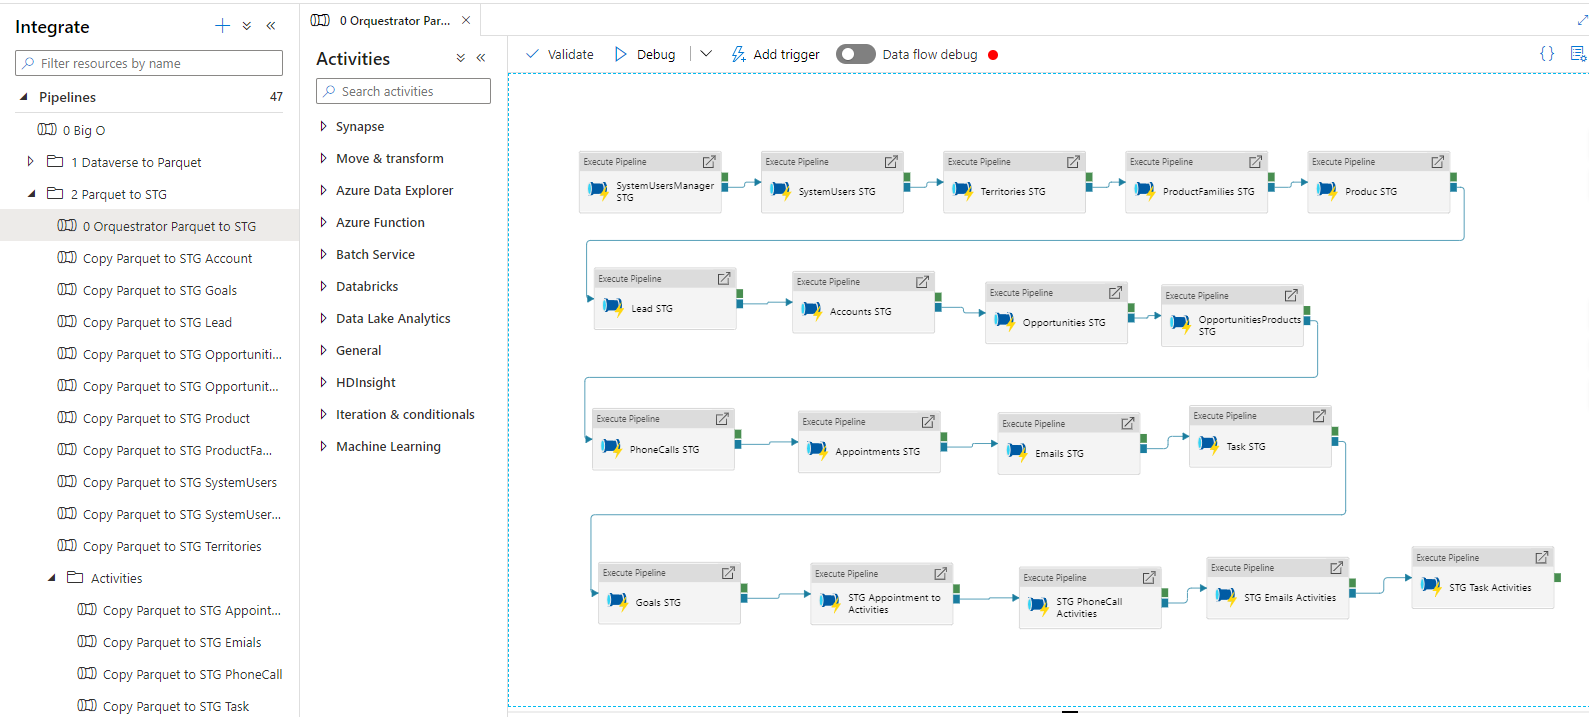 Integrate
Filter resources by name
Pipelines 47
0 Big O
1 Dataverse to Parquet
2 Parquet to STG
0 Orquestrator Parquet to STG
Copy Parquet to STG Account
Copy Parquet to STG Goals
Copy Parquet to STG Lead
Copy Parquet to STG Opportuniti...
Copy Parquet to STG Opportunit...
Copy Parquet to STG Product
Copy Parquet to STG ProductFa...
Copy Parquet to STG SystemUsers
Copy Parquet to STG SystemUser...
Copy Parquet to STG Territories
Activities
Copy Parquet to STG Appoint...
Copy Parquet to STG Emials
Copy Parquet to STG PhoneCall
Copy Parquet to STG Task
0 Orquestrator Par...
Activities
Search activities
Synapse
Move & transform
Azure Data Explorer
Azure Function
Batch Service
Databricks
Data Lake Analytics
General
HDInsight
Iteration & conditionals
Machine Learning
Validate Debug Add trigger Data flow debug
Execute Pipeline
SystemUsersManager
STG
Execute Pipeline
SystemUsers STG
Execute Pipeline
Territories STG
Execute Pipeline
ProductFamilies STG
Execute Pipeline
Produc STG
Execute Pipeline
Lead STG
Execute Pipeline
Accounts STG
Execute Pipeline
Opportunities STG
Execute Pipeline
OpportunitiesProducts
STG
Execute Pipeline
PhoneCalls STG
Execute Pipeline
Appointments STG
Execute Pipeline
Emails STG
Execute Pipeline
Task STG
Execute Pipeline
Goals STG
Execute Pipeline
STG Appointment to
Activities
Execute Pipeline
STG PhoneCall
Activities
Execute Pipeline
STG Emails Activities
Execute Pipeline
STG Task Activities